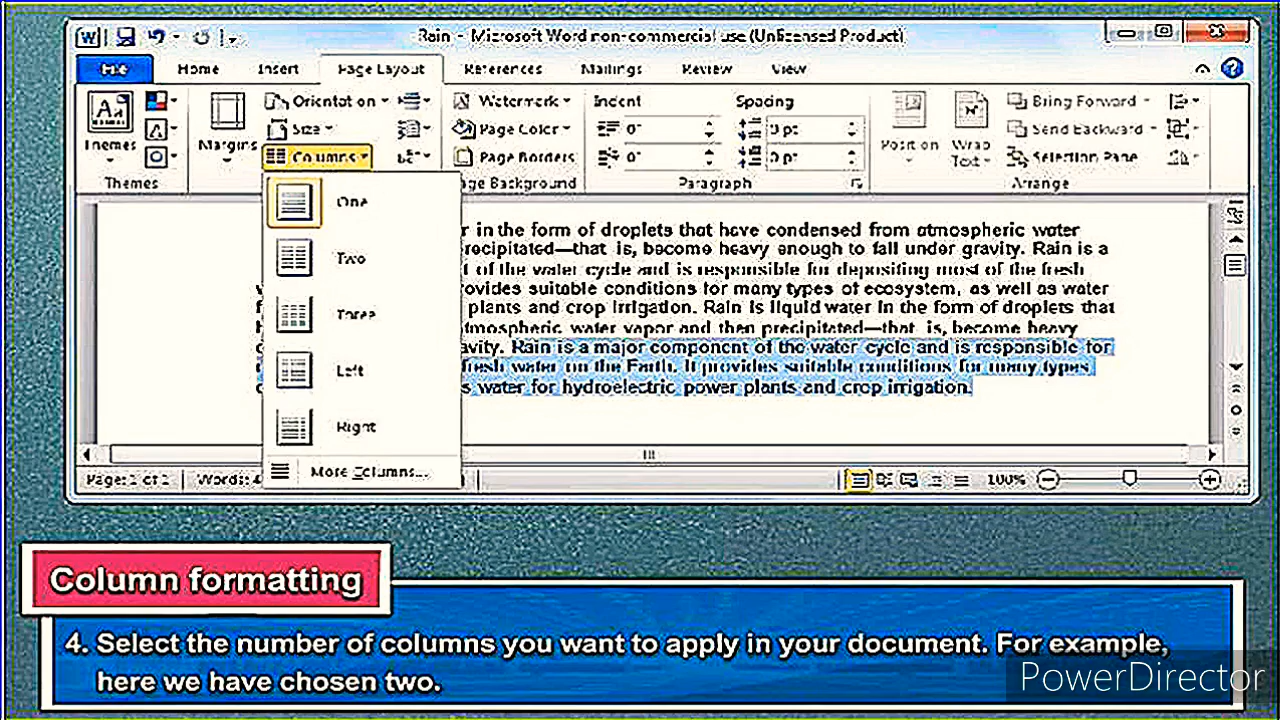 Rain - Microsoft Word non-commercial use (Unlicensed Product)
File Home Insert Page Layout References Mailings Review View
Themes
Margins
Orientation
Size
Columns
Watermark
Page Color
Page Borders
Indent
0"
0"
Spacing
0 pt
0 pt
Position
Wrap
Text
Bring Forward
Send Backward
Selection Pane
Themes
ge Background
Paragraph
Arrange
One
Two
Three
Left
Right
More Columns...
r in the form of droplets that have condensed from atmospheric water
recipitated—that is, become heavy enough to fall under gravity. Rain is a
t of the water cycle and is responsible for depositing most of the fresh
ovides suitable conditions for many types of ecosystem, as well as water
plants and crop irrigation. Rain is liquid water in the form of droplets that
tmospheric water vapor and then precipitated—that is, become heavy
avity. Rain is a major component of the water cycle and is responsible for
resh water on the Earth. It provides suitable conditions for many types
s water for hydroelectric power plants and crop irrigation.
Words: 100%
Column formatting
4. Select the number of columns you want to apply in your document. For example,
here we have chosen two.
PowerDirector